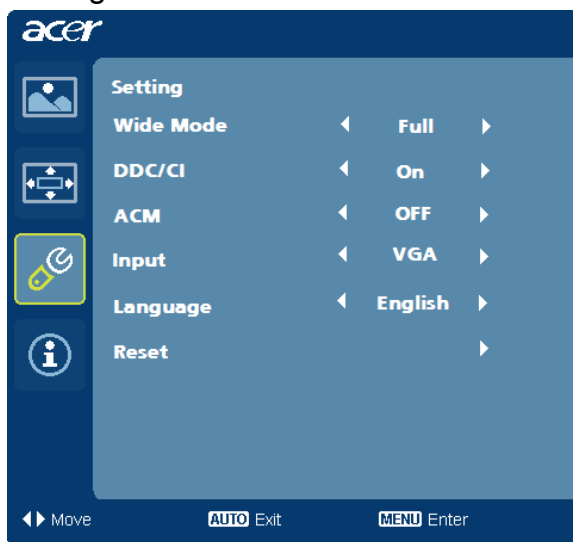 acer
Setting
Wide Mode Full
DDC/CI On
ACM OFF
Input VGA
Language English
Reset
Move AUTO Exit MENU Enter